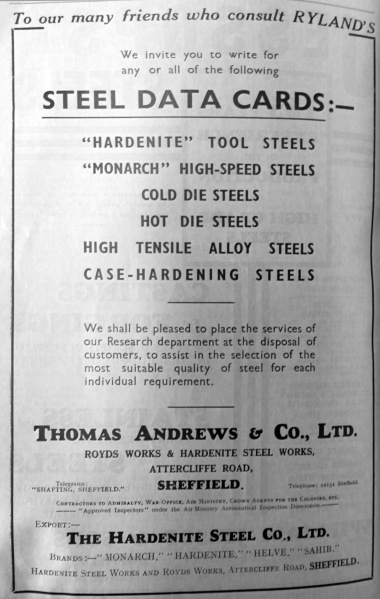 To our many friends who consult RYLAND'S
We invite you to write for
any or all of the following
STEEL DATA CARDS:—
"HARDENITE" TOOL STEELS
"MONARCH" HIGH-SPEED STEELS
COLD DIE STEELS
HOT DIE STEELS
HIGH TENSILE ALLOY STEELS
CASE-HARDENING STEELS
We shall be pleased to place the services of
our Research department at the disposal of
customers, to assist in the selection of the
most suitable quality of steel for each
individual requirement.
THOMAS ANDREWS & CO., LTD.
ROYDS WORKS & HARDENITE STEEL WORKS,
ATTERCLIFFE ROAD,
Telegrams:
"SHAFTING, SHEFFIELD."
SHEFFIELD.
Telephone: Sheffield.
CONTRACTORS TO ADMIRALTY, WAR OFFICE, AIR MINISTRY, CROWN AGENTS FOR THE COLONIES, ETC.
"Approved Inspectors" under the Air Ministry Aeronautical Inspection Directorate.
EXPORT:—
THE HARDENITE STEEL CO., LTD.
BRANDS:—"MONARCH," "HARDENITE," "HELVE," "SAHIB."
HARDENITE STEEL WORKS AND ROYDS WORKS, ATTERCLIFFE ROAD, SHEFFIELD.